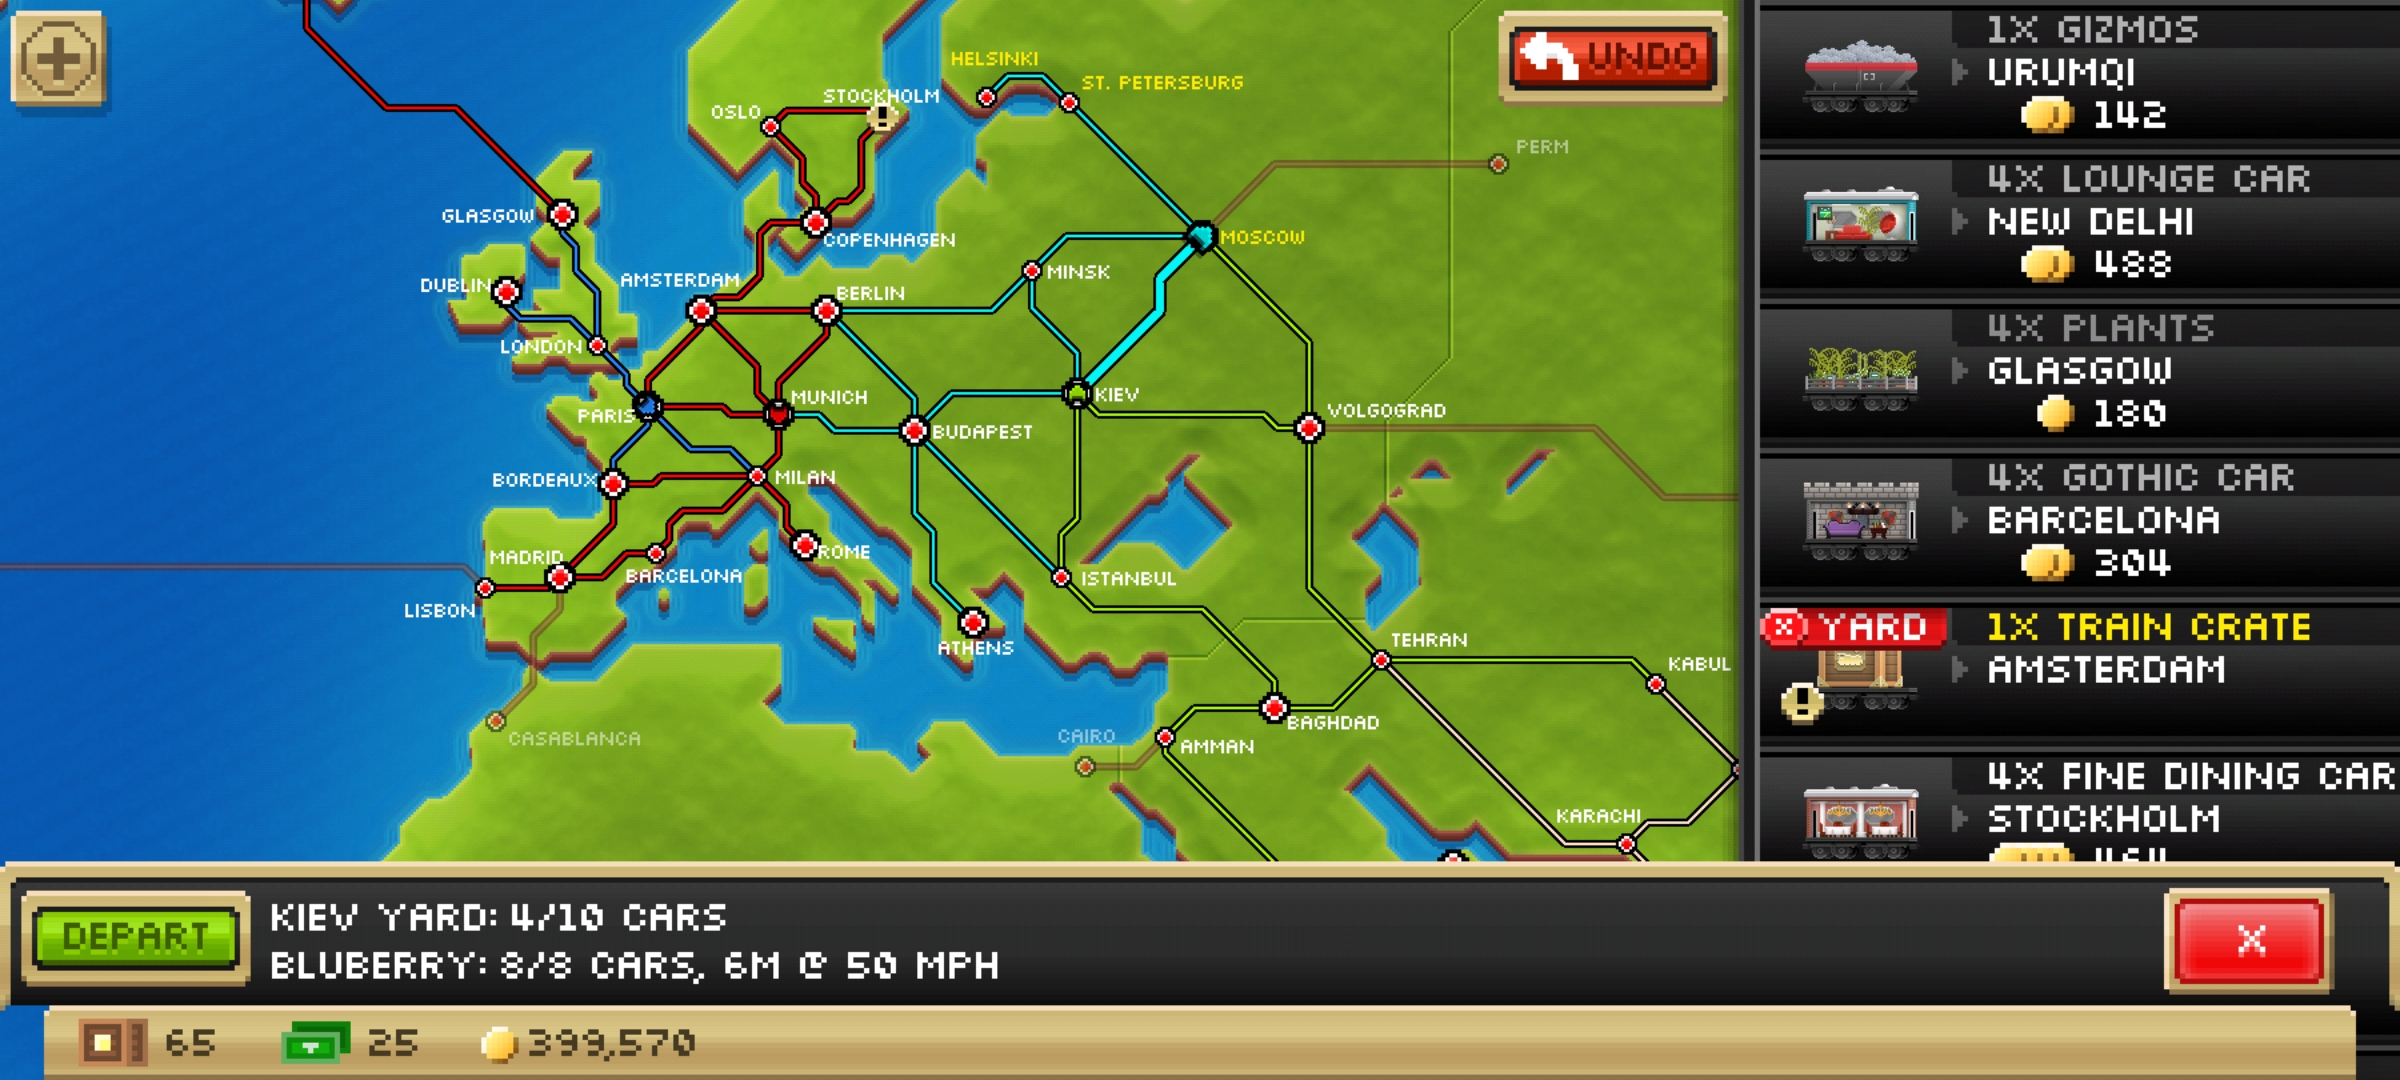 UNDO
HELSINKI
ST. PETERSBURG
STOCKHOLM
OSLO
PERM
GLASGOW
COPENHAGEN
MOSCOW
MINSK
DUBLIN
AMSTERDAM
BERLIN
LONDON
MUNICH
KIEV
PARIS
VOLGOGRAD
BUDAPEST
BORDEAUX
MILAN
MADRID
ROME
BARCELONA
ISTANBUL
LISBON
ATHENS
TEHRAN
KABUL
CASABLANCA
CAIRO
AMMAN
BAGHDAD
KARACHI
1X GIZMOS
URUMQI
142
4X LOUNGE CAR
NEW DELHI
488
4X PLANTS
GLASGOW
180
4X GOTHIC CAR
BARCELONA
304
YARD
1X TRAIN CRATE
AMSTERDAM
4X FINE DINING CAR
STOCKHOLM
DEPART
KIEV YARD: 4/10 CARS
BLUBERRY: 8/8 CARS, 6M @ 50 MPH
X
65
25
399,570